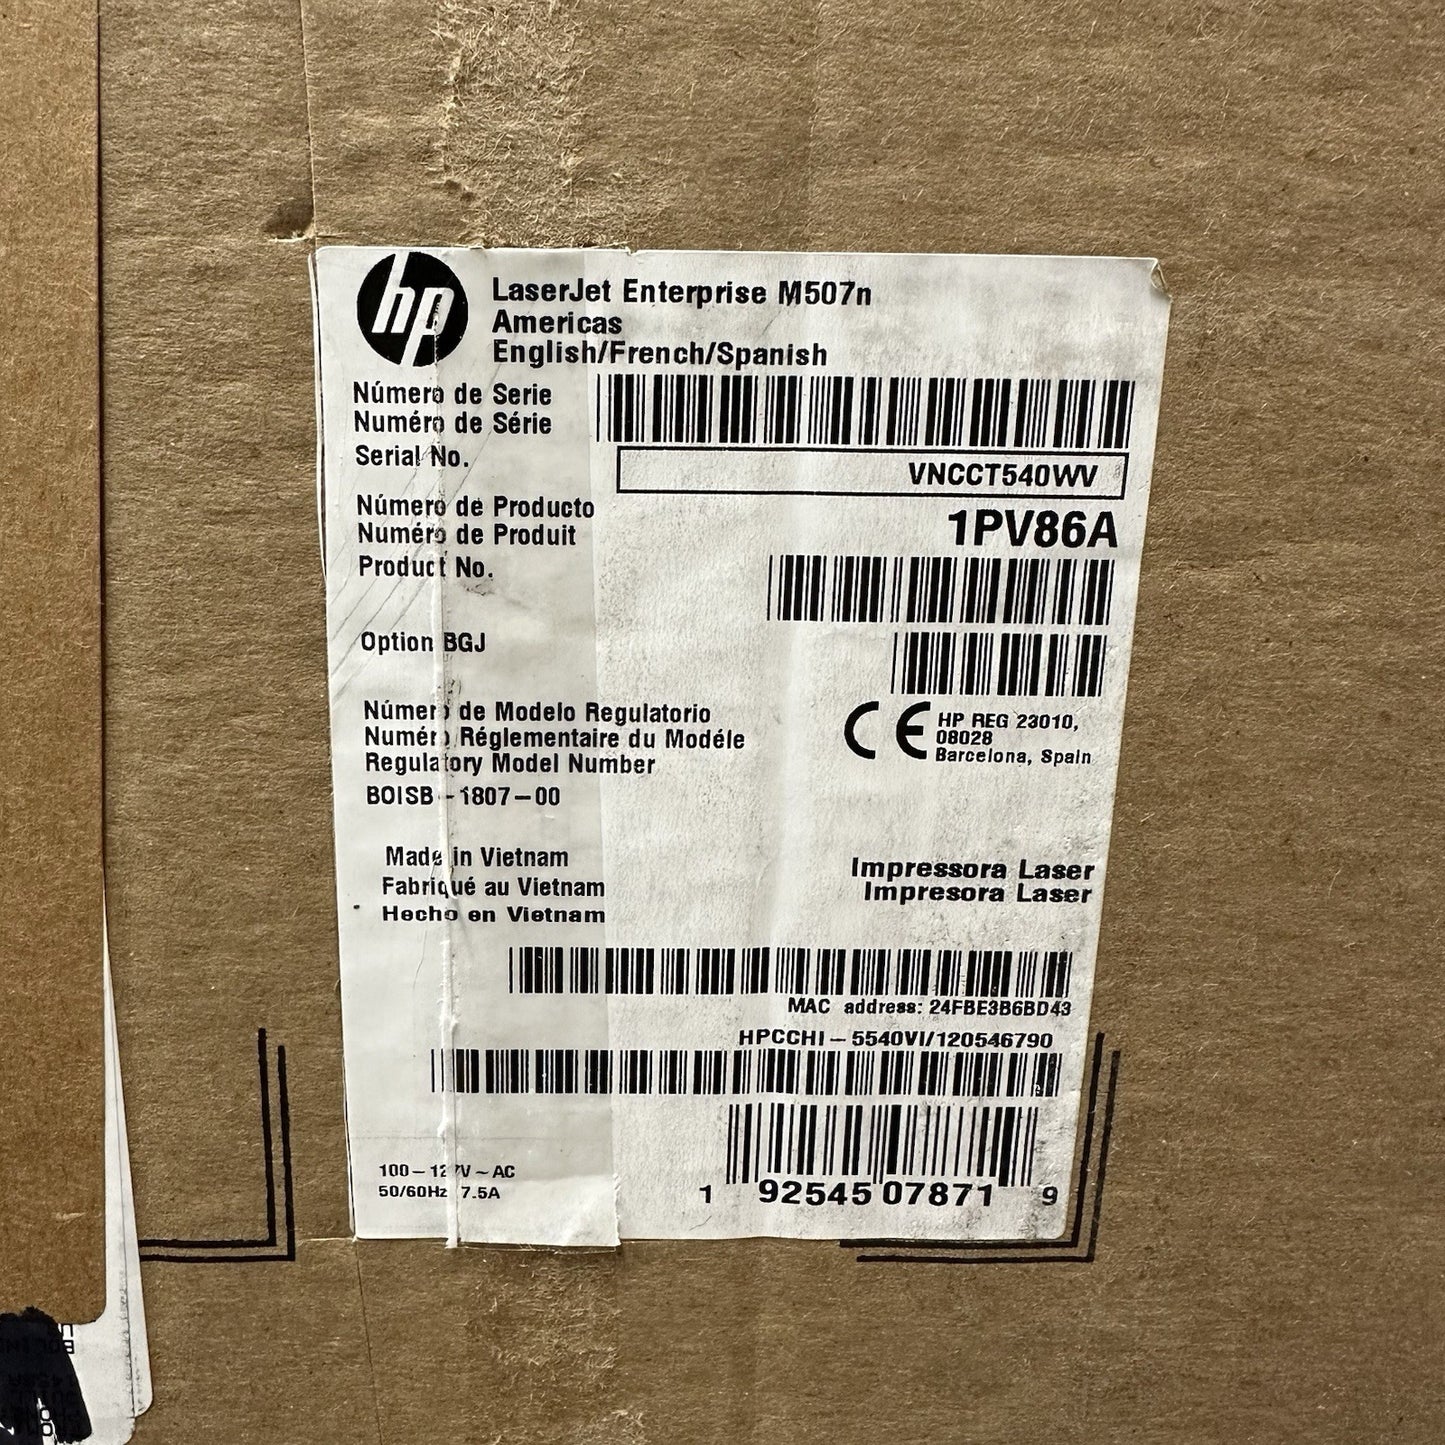 hp
LaserJet Enterprise M507n
Americas
English/French/Spanish
Número de Serie
Numéro de Série
Serial No.
VNCCT540WV
Número de Producto
Numéro de Produit
Product No.
1PV86A
Option BGJ
Número de Modelo Regulatorio
Numéro Réglementaire du Modéle
Regulatory Model Number
BOISB-1807-00
CE
HP REG 23010,
08028
Barcelona, Spain
Made in Vietnam
Fabriqué au Vietnam
Hecho en Vietnam
Impressora Laser
Impresora Laser
MAC address: 24FBE3B6BD43
HPCCHI-5540VI/120546790
100-127V~AC
50/60Hz 7.5A
1 92545 07871 9